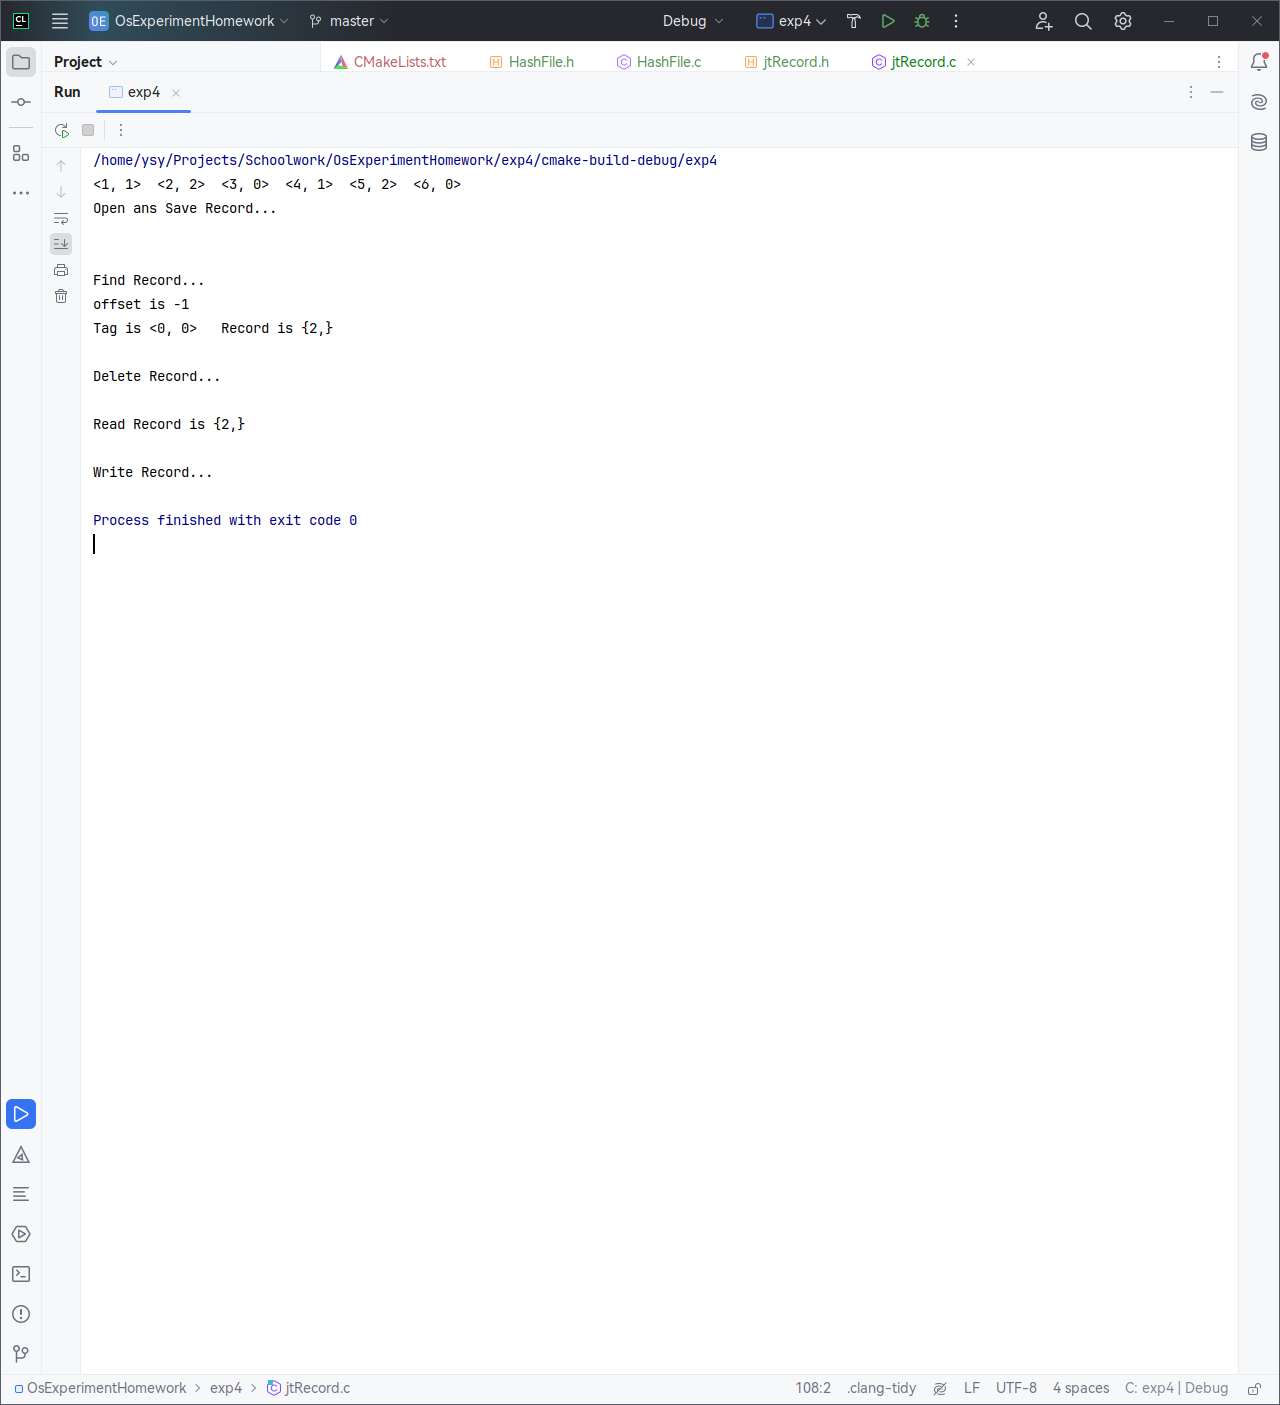 CL OE OsExperimentHomework master Debug exp4
Project CMakeLists.txt HashFile.h HashFile.c jtRecord.h jtRecord.c
Run exp4
/home/ysy/Projects/Schoolwork/OsExperimentHomework/exp4/cmake-build-debug/exp4
<1, 1>  <2, 2>  <3, 0>  <4, 1>  <5, 2>  <6, 0>
Open ans Save Record...
Find Record...
offset is -1
Tag is <0, 0>   Record is {2,}
Delete Record...
Read Record is {2,}
Write Record...
Process finished with exit code 0
OsExperimentHomework > exp4 > jtRecord.c 108:2 .clang-tidy LF UTF-8 4 spaces C: exp4 | Debug